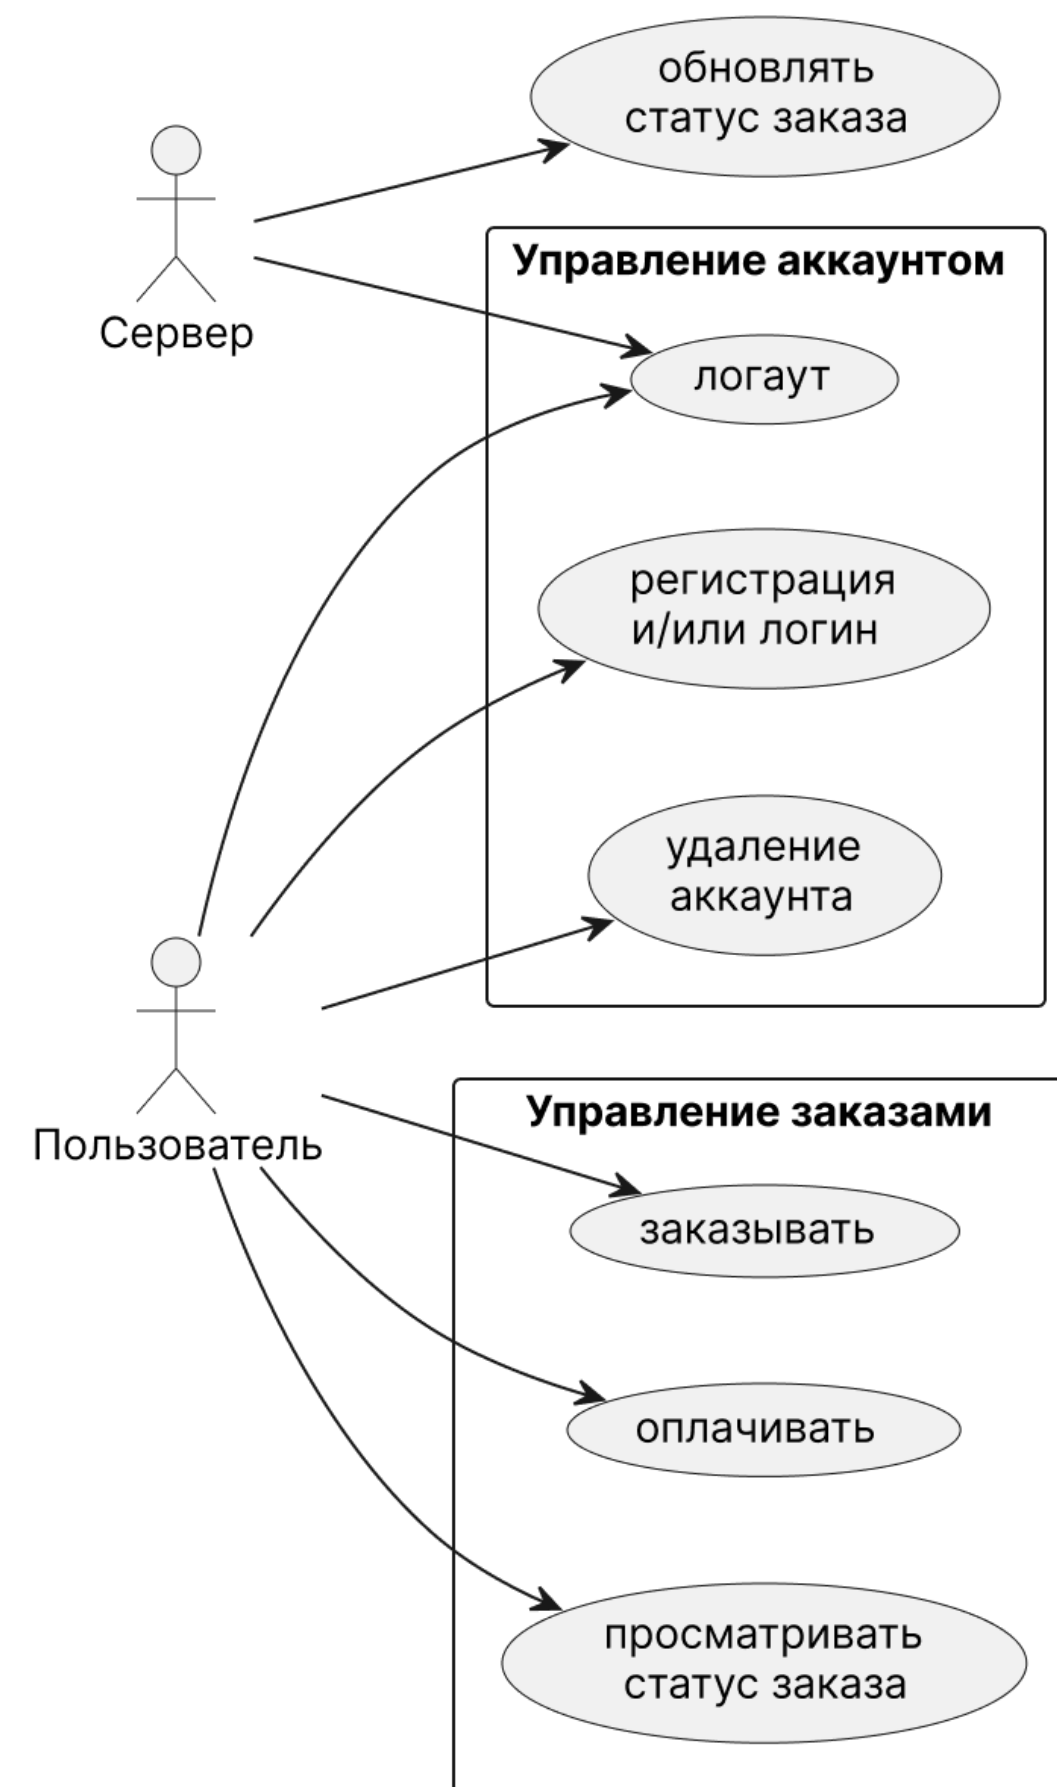 обновлять
статус заказа
Сервер
Управление аккаунтом
логаут
регистрация
и/или логин
удаление
аккаунта
Пользователь
Управление заказами
заказывать
оплачивать
просматривать
статус заказа